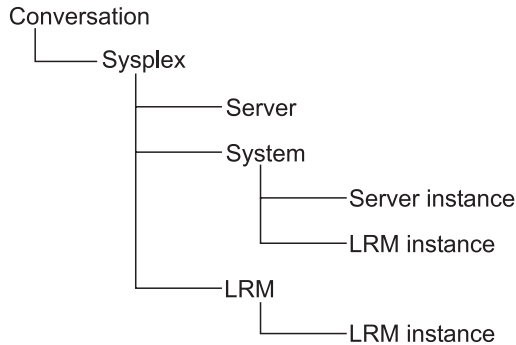 Conversation
Sysplex
Server
System
Server instance
LRM instance
LRM
LRM instance